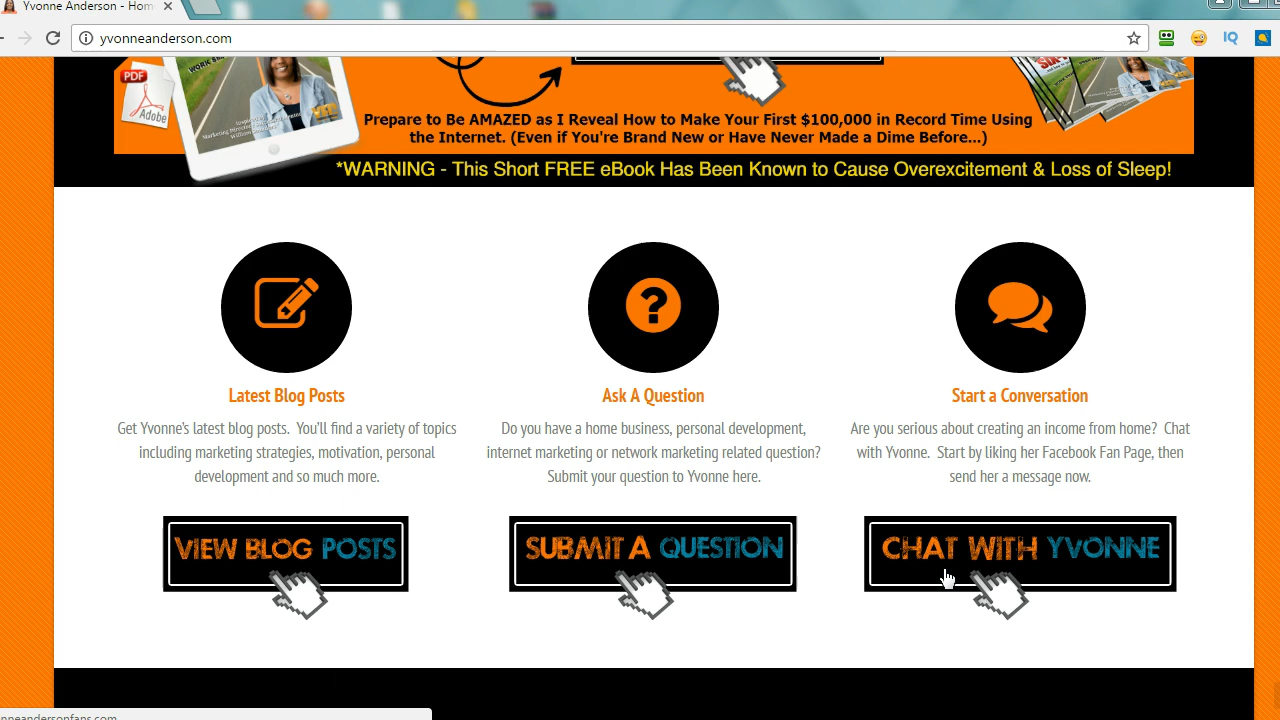 Yvonne Anderson - Hom
yvonneanderson.com
IQ
PDF
Adobe
WORK
Marketing Director
Prepare to Be AMAZED as I Reveal How to Make Your First $100,000 in Record Time Using
the Internet. (Even if You're Brand New or Have Never Made a Dime Before...)
*WARNING - This Short FREE eBook Has Been Known to Cause Overexcitement & Loss of Sleep!
Latest Blog Posts
Get Yvonne's latest blog posts. You'll find a variety of topics
including marketing strategies, motivation, personal
development and so much more.
VIEW BLOG POSTS
Ask A Question
Do you have a home business, personal development,
internet marketing or network marketing related question?
Submit your question to Yvonne here.
SUBMIT A QUESTION
Start a Conversation
Are you serious about creating an income from home? Chat
with Yvonne. Start by liking her Facebook Fan Page, then
send her a message now.
CHAT WITH YVONNE
nneandersonfans.com